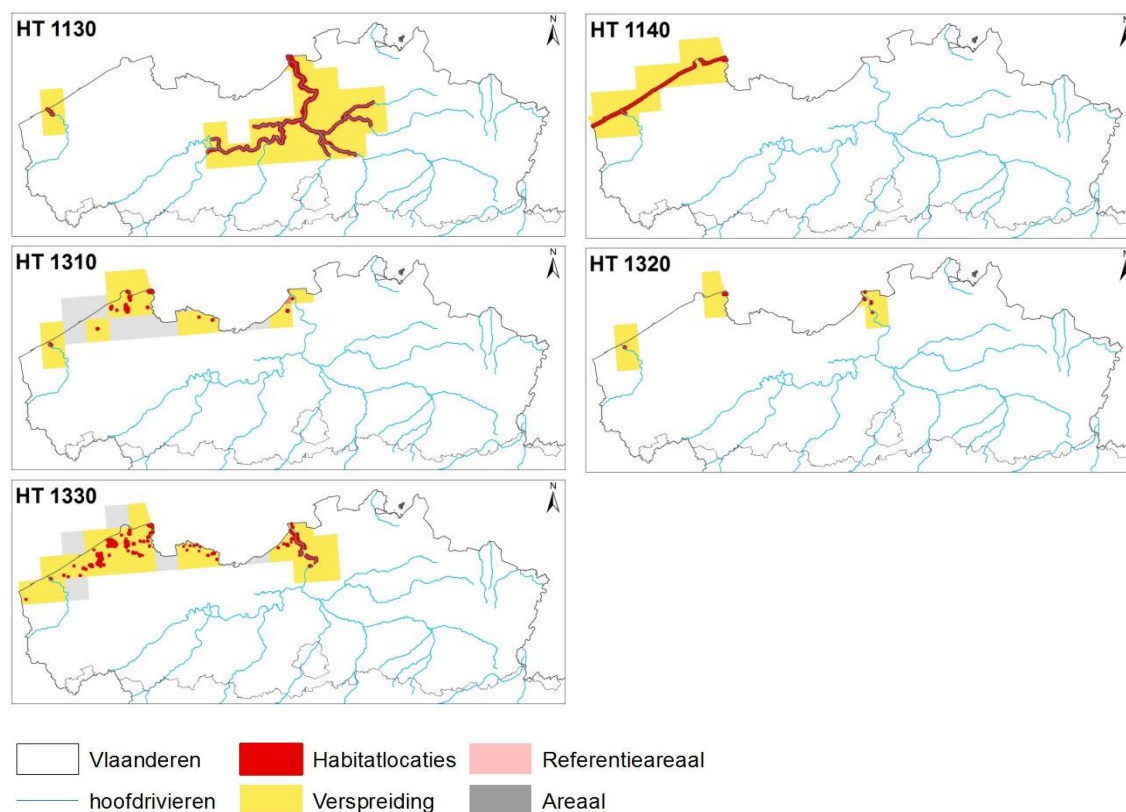 HT 1130
N
HT 1140
N
HT 1310
N
HT 1320
N
HT 1330
N
Vlaanderen
Habitatlocaties
Referentieareaal
hoofdrivieren
Verspreiding
Areaal